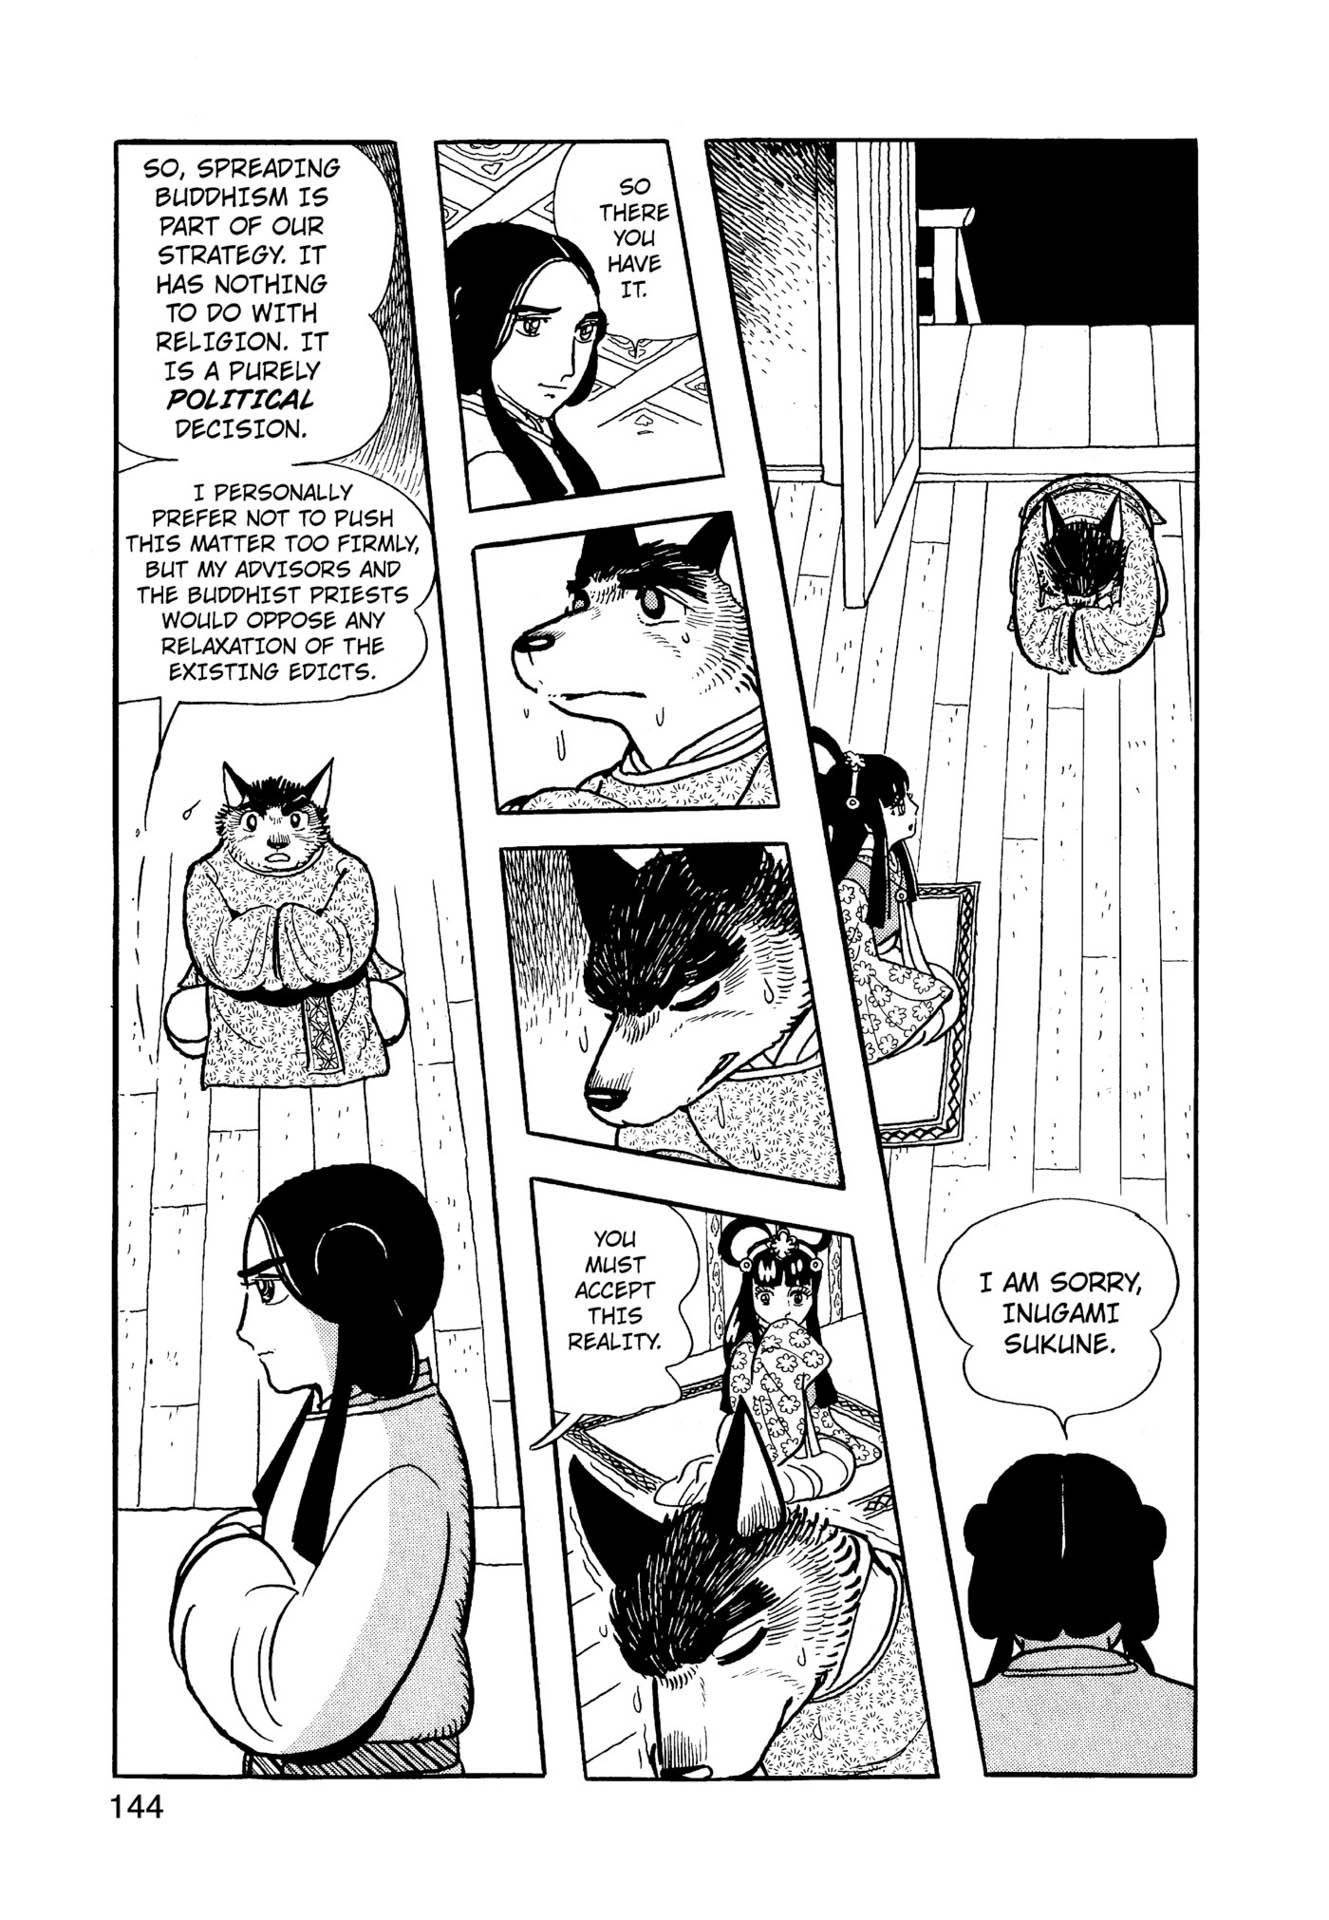 SO, SPREADING
BUDDHISM IS
PART OF OUR
STRATEGY. IT
HAS NOTHING
TO DO WITH
RELIGION. IT
IS A PURELY
POLITICAL
DECISION.
I PERSONALLY
PREFER NOT TO PUSH
THIS MATTER TOO FIRMLY,
BUT MY ADVISORS AND
THE BUDDHIST PRIESTS
WOULD OPPOSE ANY
RELAXATION OF THE
EXISTING EDICTS.
SO
THERE
YOU
HAVE
IT.
YOU
MUST
ACCEPT
THIS
REALITY.
I AM SORRY,
INUGAMI
SUKUNE.
144